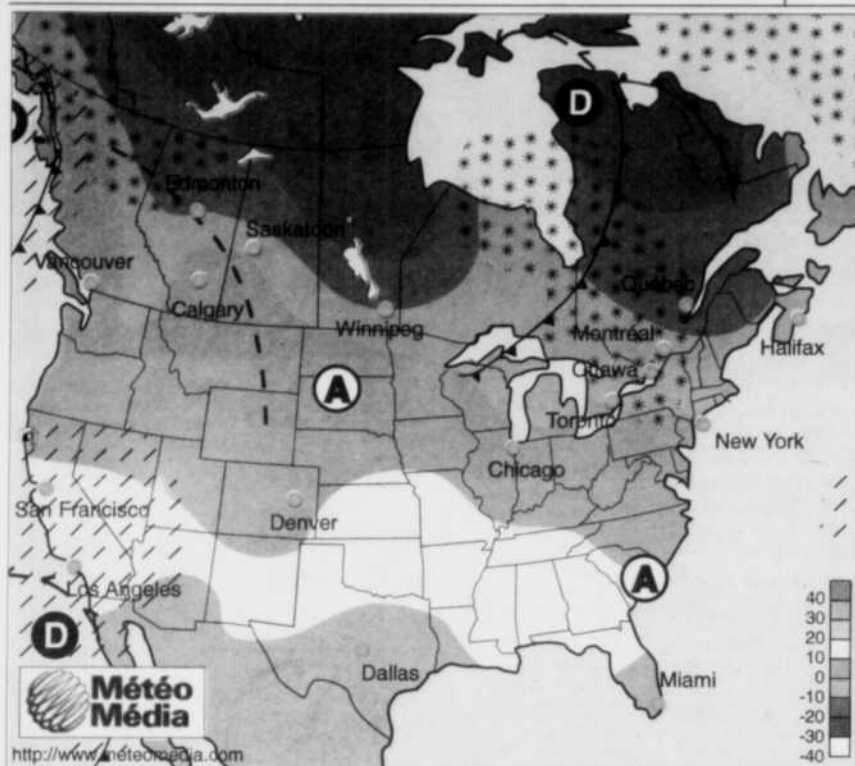 D
Edmonton
Saskatoon
Vancouver
Calgary
Winnipeg
Québec
Montréal
Halifax
Ottawa
A
Toronto
New York
Chicago
San Francisco
Denver
Los Angeles
A
D
Dallas
Miami
Météo
Média
http://www.meteomedia.com
40
30
20
10
0
-10
-20
-30
-40